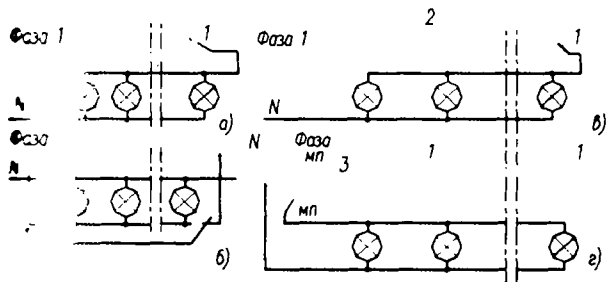 2
Фаза 1 1 Фаза 1 1
N а) N в)
Фаза N Фаза
мп 1 1
N 3
мп
б) г)